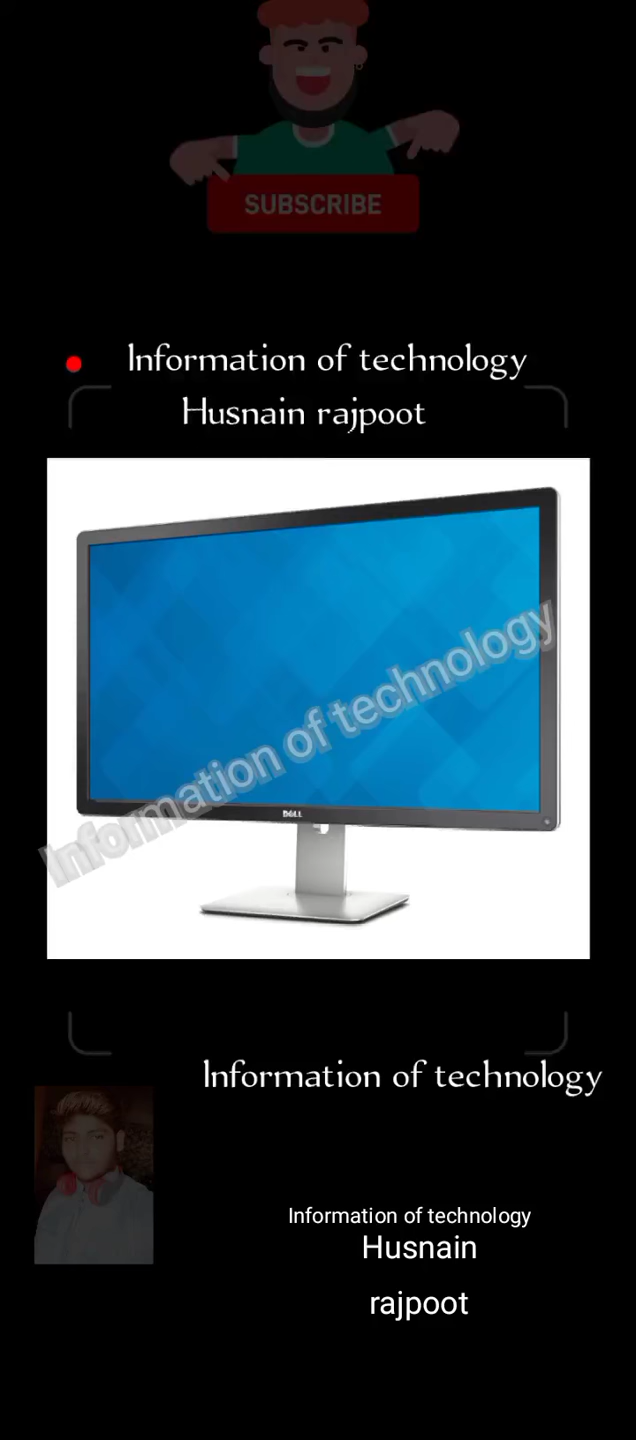 SUBSCRIBE
Information of technology
Husnain rajpoot
Information of technology
DELL
Information of technology
Information of technology
Husnain
rajpoot